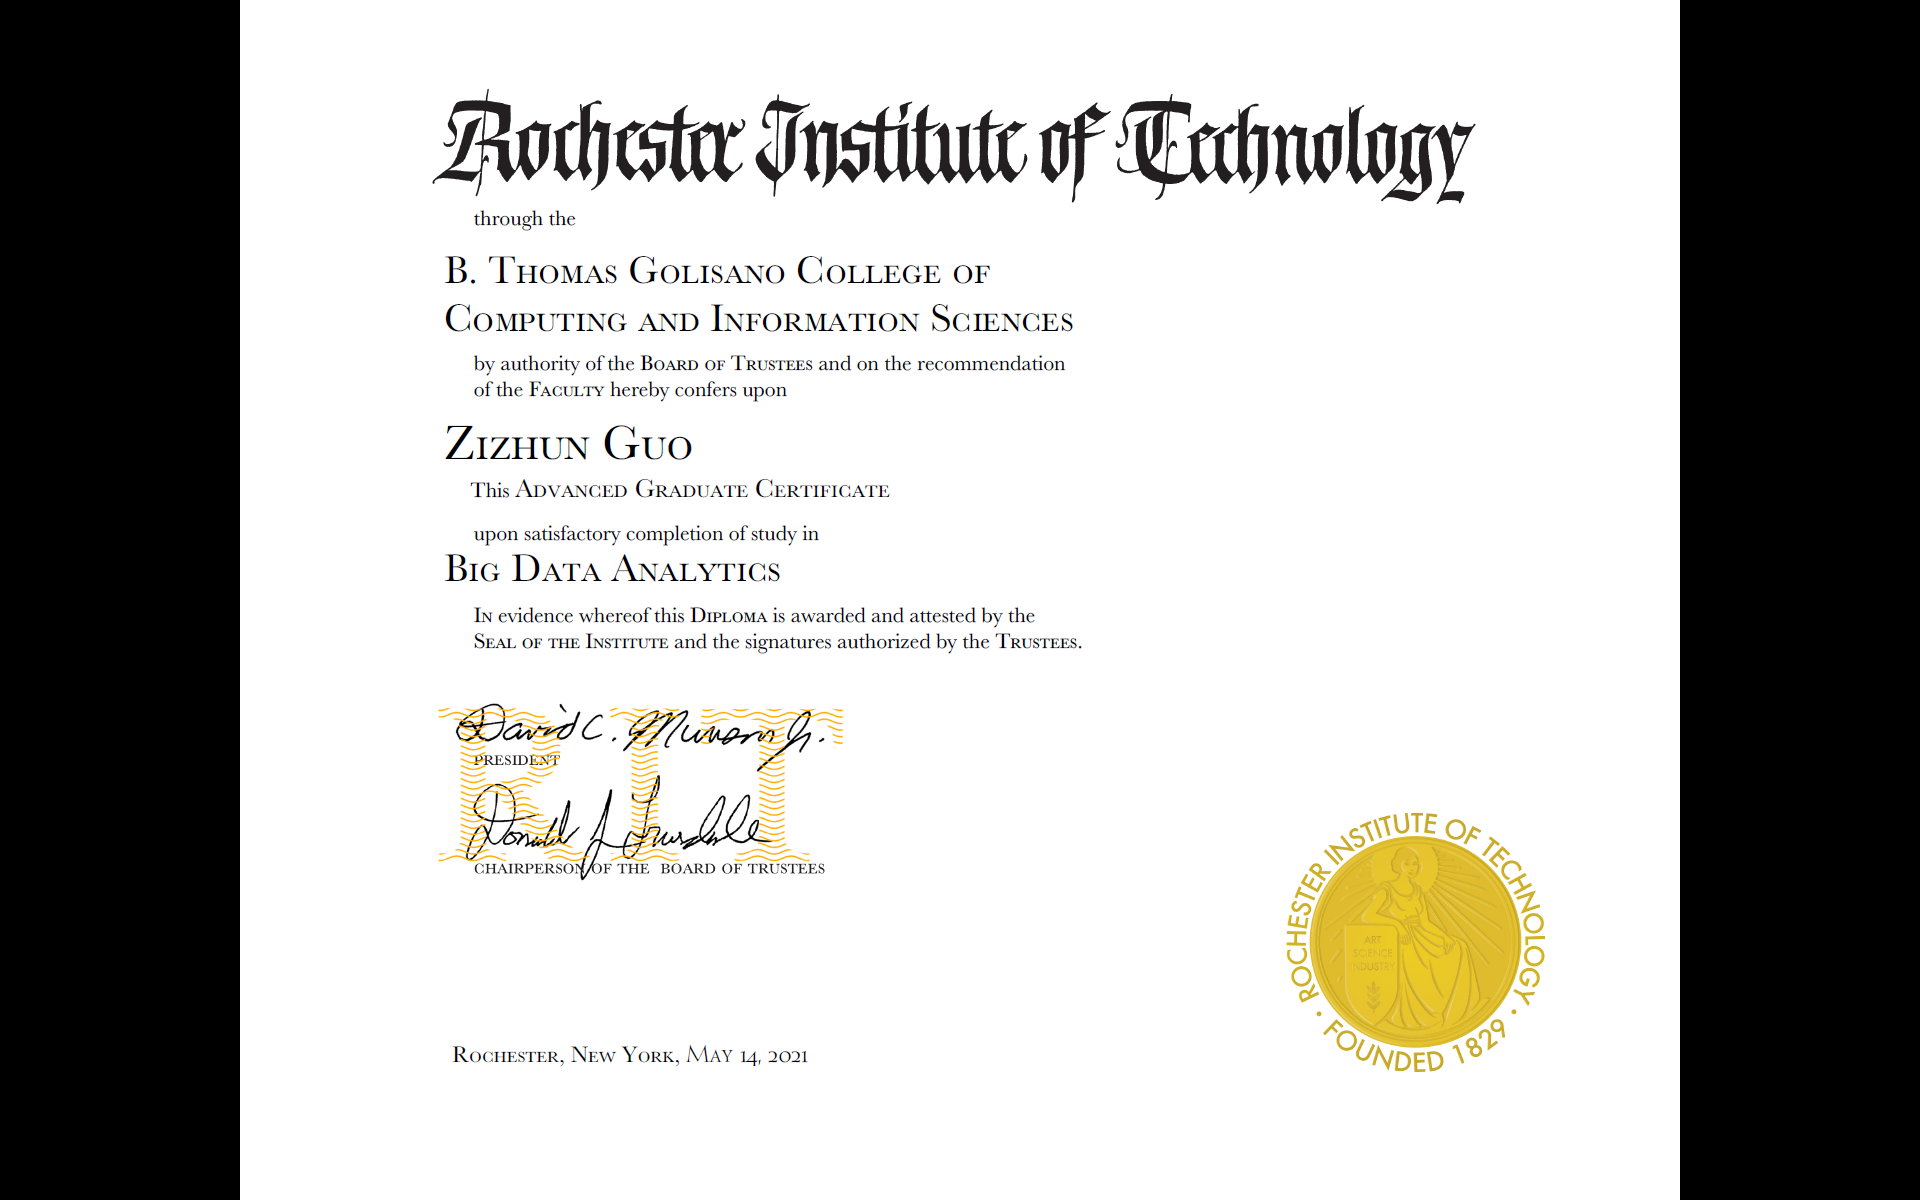 Rochester Institute of Technology
through the
B. Thomas Golisano College of
Computing and Information Sciences
by authority of the Board of Trustees and on the recommendation
of the Faculty hereby confers upon
Zizhun Guo
This Advanced Graduate Certificate
upon satisfactory completion of study in
Big Data Analytics
In evidence whereof this Diploma is awarded and attested by the
Seal of the Institute and the signatures authorized by the Trustees.
RIT
David C. Munson Jr.
PRESIDENT
Donald J. Truesdale
CHAIRPERSON OF THE BOARD OF TRUSTEES
ROCHESTER INSTITUTE OF TECHNOLOGY · FOUNDED 1829 ·
ART
SCIENCE
INDUSTRY
Rochester, New York, May 14, 2021